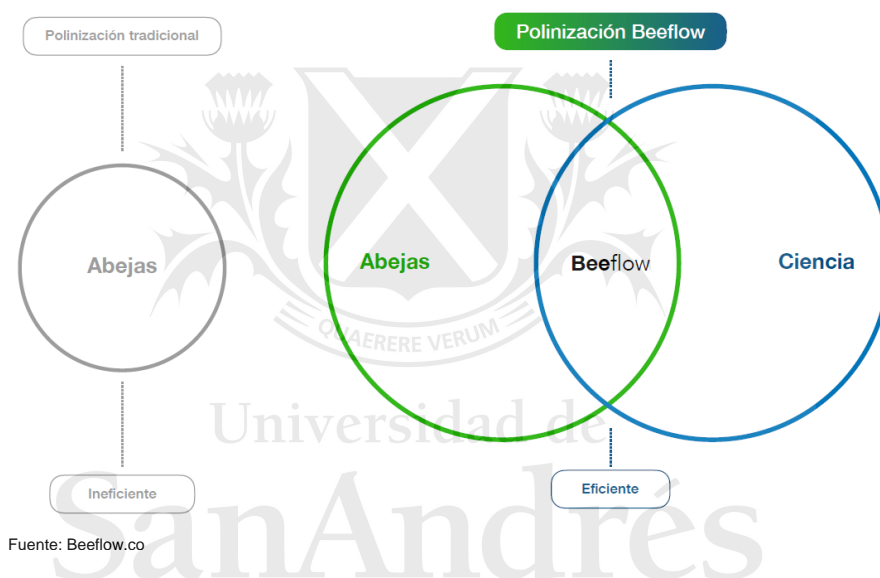 Polinización tradicional
Polinización Beeflow
Abejas
Abejas
Beeflow
Ciencia
QUAERERE VERUM
Universidad de
SanAndrés
Ineficiente
Eficiente
Fuente: Beeflow.co